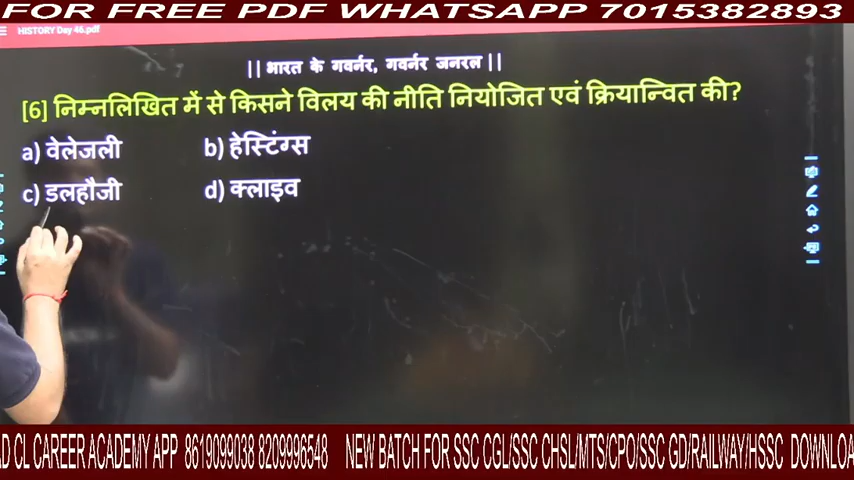 FOR FREE PDF WHATSAPP 7015382893
HISTORY Day 46.pdf
||भारत के गवर्नर, गवर्नर जनरल||
[6] निम्नलिखित में से किसने विलय की नीति नियोजित एवं क्रियान्वित की?
a) वेलेजली b) हेस्टिंग्स
c) डलहौजी d) क्लाइव
AD CL CAREER ACADEMY APP 8619099038 8209996548 NEW BATCH FOR SSC CGL/SSC CHSL/MTS/CPO/SSC GD/RAILWAY/HSSC DOWNLOA